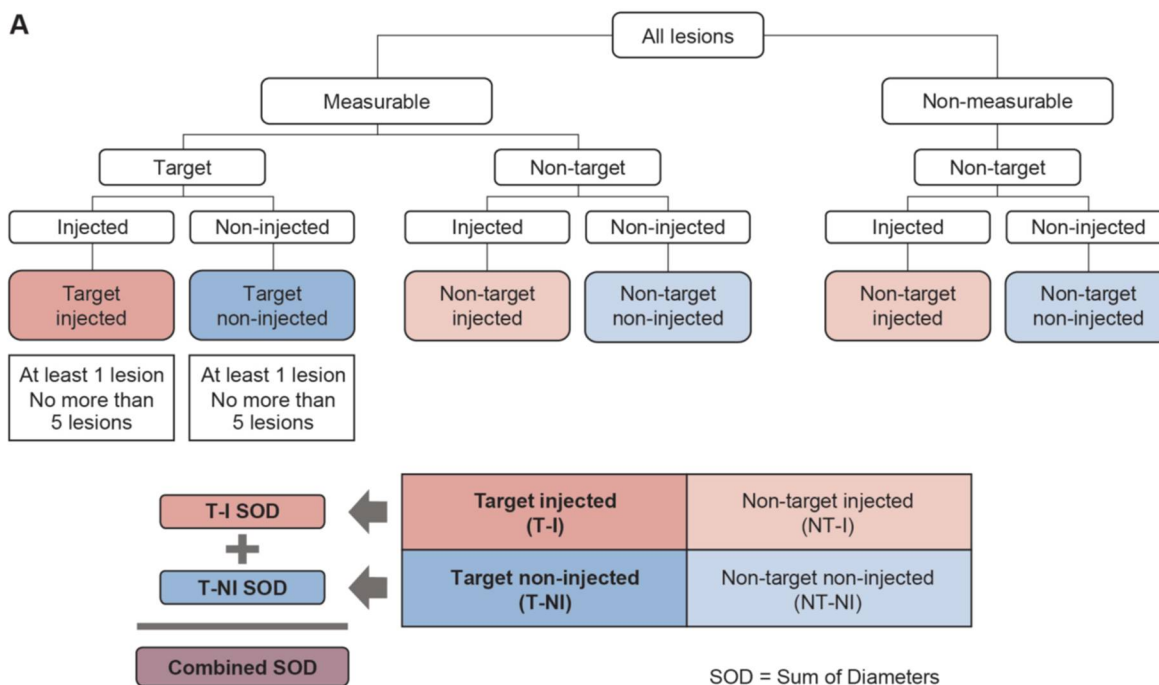 A
All lesions
Measurable
Non-measurable
Target
Non-target
Non-target
Injected
Non-injected
Injected
Non-injected
Injected
Non-injected
Target
injected
Target
non-injected
Non-target
injected
Non-target
non-injected
Non-target
injected
Non-target
non-injected
At least 1 lesion
No more than
5 lesions
At least 1 lesion
No more than
5 lesions
T-I SOD
+
T-NI SOD
Combined SOD
Target injected
(T-I)
Non-target injected
(NT-I)
Target non-injected
(T-NI)
Non-target non-injected
(NT-NI)
SOD = Sum of Diameters